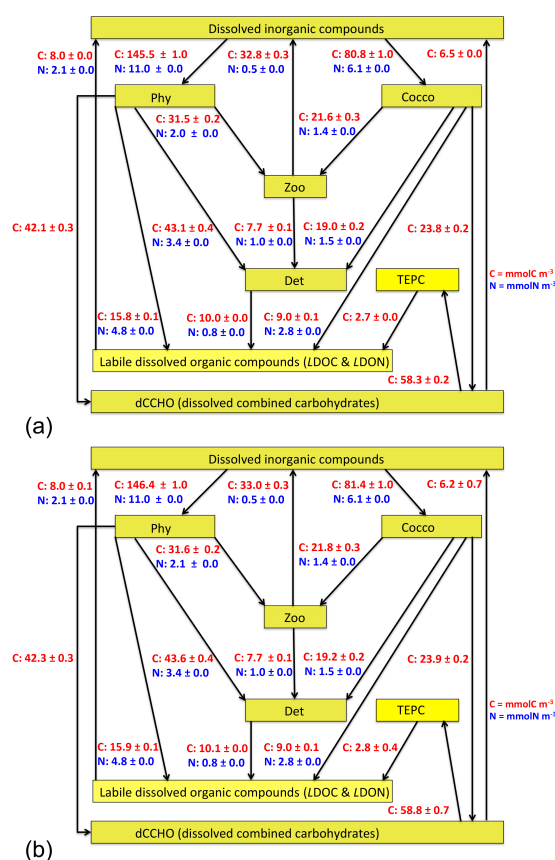 Dissolved inorganic compounds
C: 8.0 ± 0.0
N: 2.1 ± 0.0
C: 145.5 ± 1.0
N: 11.0 ± 0.0
C: 32.8 ± 0.3
N: 0.5 ± 0.0
C: 80.8 ± 1.0
N: 6.1 ± 0.0
C: 6.5 ± 0.0
Phy
Cocco
C: 31.5 ± 0.2
N: 2.0 ± 0.0
C: 21.6 ± 0.3
N: 1.4 ± 0.0
Zoo
C: 42.1 ± 0.3
C: 43.1 ± 0.4
N: 3.4 ± 0.0
C: 7.7 ± 0.1
N: 1.0 ± 0.0
C: 19.0 ± 0.2
N: 1.5 ± 0.0
C: 23.8 ± 0.2
Det
TEPC
C = mmolC m⁻³
N = mmolN m⁻³
C: 15.8 ± 0.1
N: 4.8 ± 0.0
C: 10.0 ± 0.0
N: 0.8 ± 0.0
C: 9.0 ± 0.1
N: 2.8 ± 0.0
C: 2.7 ± 0.0
Labile dissolved organic compounds (LDOC & LDON)
C: 58.3 ± 0.2
dCCHO (dissolved combined carbohydrates)
(a)
Dissolved inorganic compounds
C: 8.0 ± 0.1
N: 2.1 ± 0.0
C: 146.4 ± 1.0
N: 11.0 ± 0.0
C: 33.0 ± 0.3
N: 0.5 ± 0.0
C: 81.4 ± 1.0
N: 6.1 ± 0.0
C: 6.2 ± 0.7
Phy
Cocco
C: 31.6 ± 0.2
N: 2.1 ± 0.0
C: 21.8 ± 0.3
N: 1.4 ± 0.0
Zoo
C: 42.3 ± 0.3
C: 43.6 ± 0.4
N: 3.4 ± 0.0
C: 7.7 ± 0.1
N: 1.0 ± 0.0
C: 19.2 ± 0.2
N: 1.5 ± 0.0
C: 23.9 ± 0.2
Det
TEPC
C = mmolC m⁻³
N = mmolN m⁻³
C: 15.9 ± 0.1
N: 4.8 ± 0.0
C: 10.1 ± 0.0
N: 0.8 ± 0.0
C: 9.0 ± 0.1
N: 2.8 ± 0.0
C: 2.8 ± 0.4
Labile dissolved organic compounds (LDOC & LDON)
C: 58.8 ± 0.7
dCCHO (dissolved combined carbohydrates)
(b)